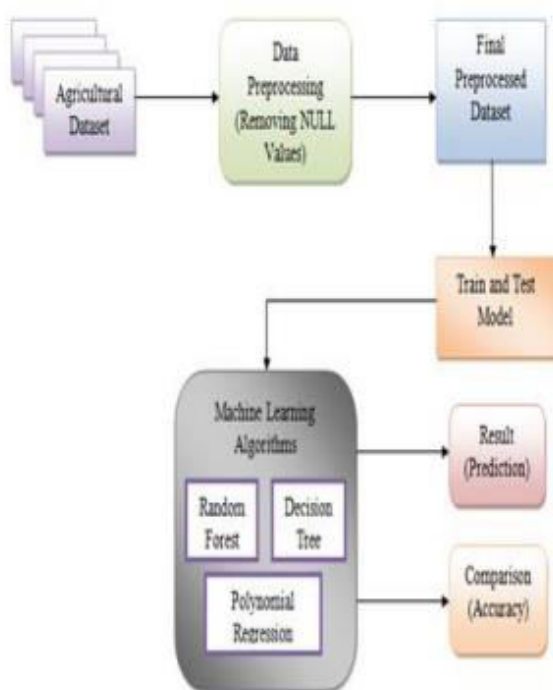 Agricultural
Dataset
Data
Preprocessing
(Removing NULL
Values)
Final
Preprocessed
Dataset
Train and Test
Model
Machine Learning
Algorithms
Random
Forest
Decision
Tree
Polynomial
Regression
Result
(Prediction)
Comparison
(Accuracy)